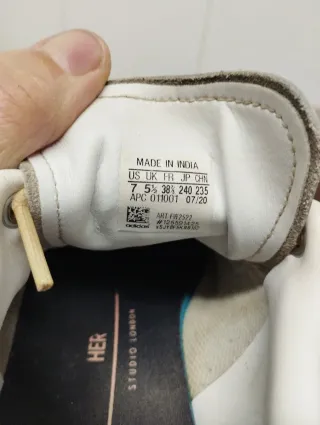 MADE IN INDIA
US UK FR JP CHN
7 5½ 38⅔ 240 235
APC 011001 07/20
ART FW2527
adidas
HER
STUDIO LONDON